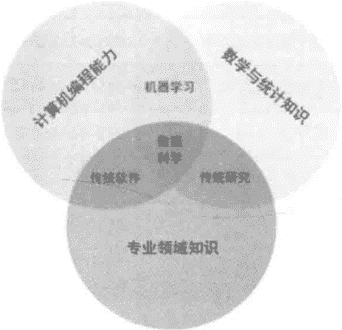 计算机编程能力
数学与统计知识
机器学习
数据
科学
传统软件
传统研究
专业领域知识